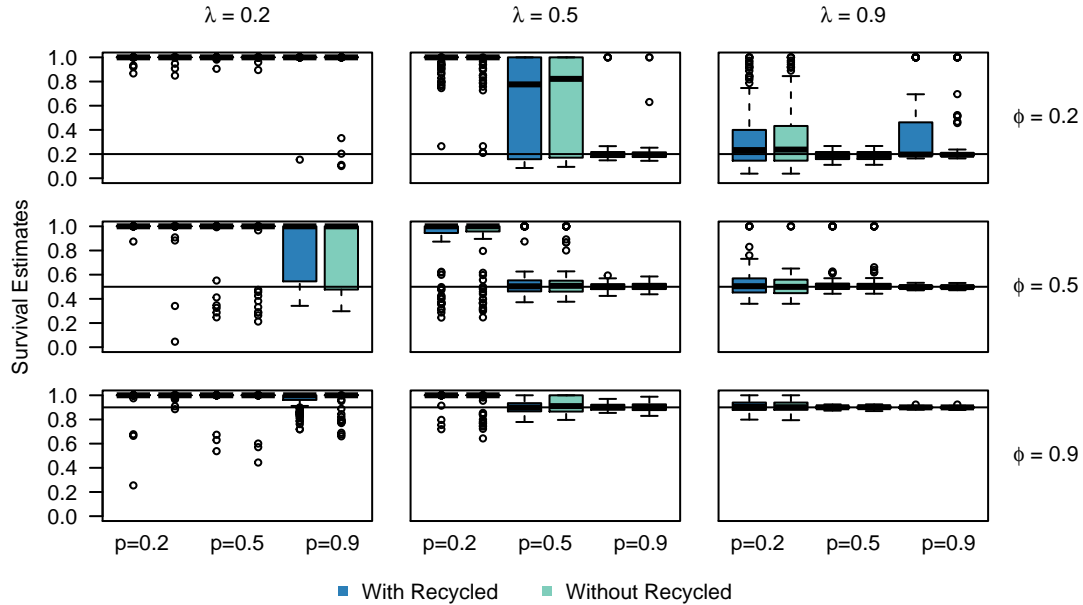 λ = 0.2 λ = 0.5 λ = 0.9
1.0
0.8
0.6
0.4
0.2
0.0
ϕ = 0.2
Survival Estimates
1.0
0.8
0.6
0.4
0.2
0.0
ϕ = 0.5
1.0
0.8
0.6
0.4
0.2
0.0
ϕ = 0.9
p=0.2 p=0.5 p=0.9 p=0.2 p=0.5 p=0.9 p=0.2 p=0.5 p=0.9
With Recycled Without Recycled